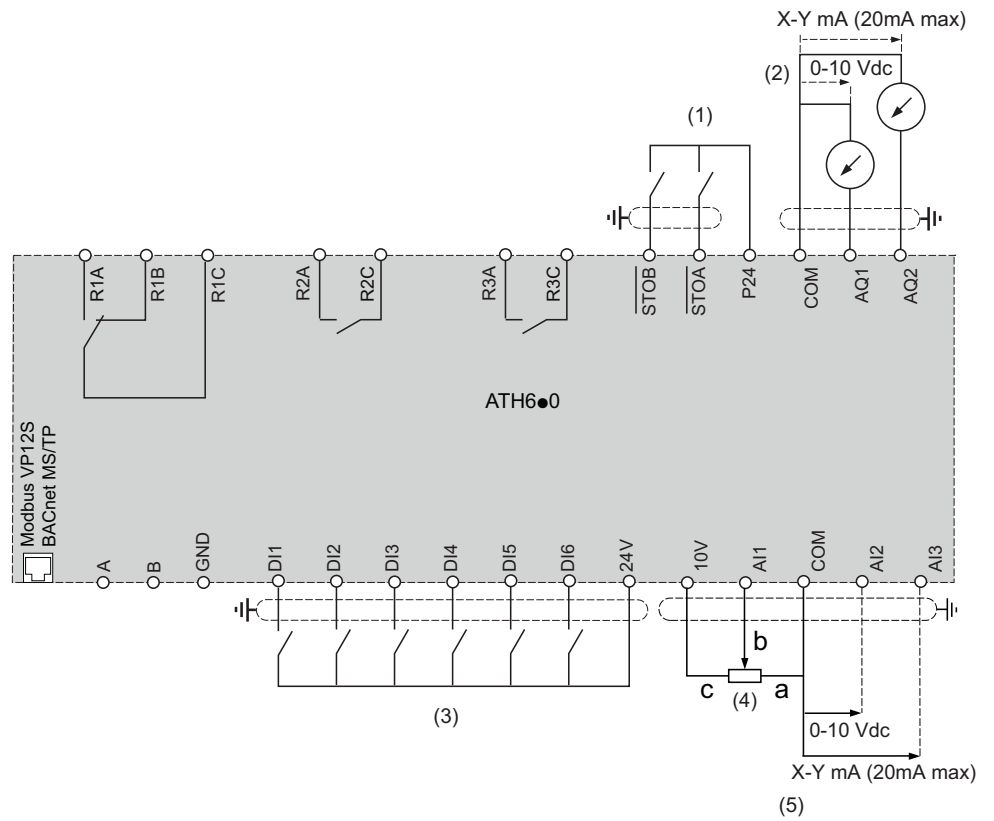 X-Y mA (20mA max)
0-10 Vdc
(2)
(1)
R1A
R1B
R1C
R2A
R2C
R3A
R3C
STOB
STOA
P24
COM
AQ1
AQ2
ATH6●0
Modbus VP12S
BACnet MS/TP
A
B
GND
DI1
DI2
DI3
DI4
DI5
DI6
24V
10V
AI1
COM
AI2
AI3
b
c
a
(4)
(3)
0-10 Vdc
X-Y mA (20mA max)
(5)